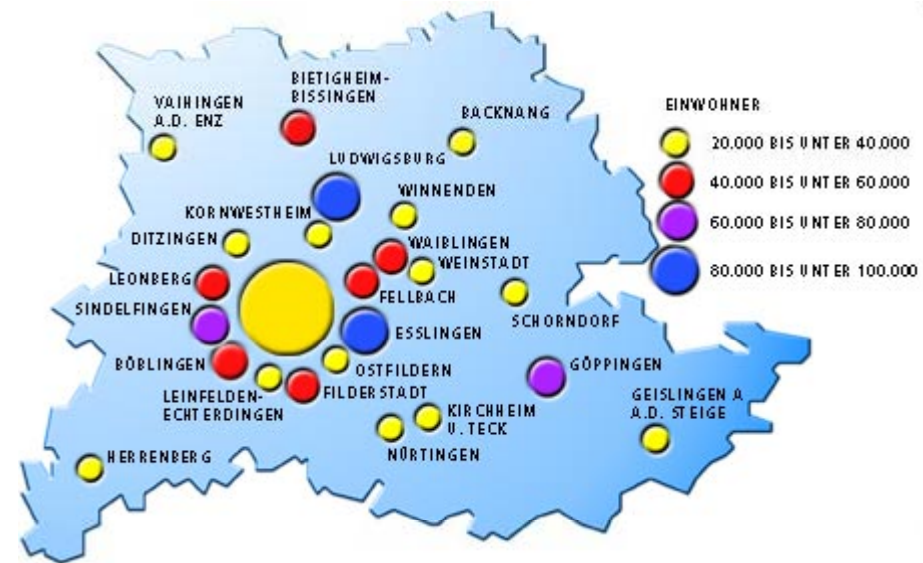 BIETIGHEIM-
BISSINGEN
VAIHINGEN
A.D. ENZ
BACKNANG
LUDWIGSBURG
WINNENDEN
KORNWESTHEIM
DITZINGEN
WAIBLINGEN
WEINSTADT
LEONBERG
FELLBACH
SINDELFINGEN
SCHORNDORF
ESSLINGEN
BÖBLINGEN
OSTFILDERN
GÖPPINGEN
LEINFELDEN-
ECHTERDINGEN
FILDERSTADT
GEISLINGEN A
A.D. STEIGE
KIRCHHEIM
U. TECK
NÜRTINGEN
HERRENBERG
EINWOHNER
20.000 BIS UNTER 40.000
40.000 BIS UNTER 60.000
60.000 BIS UNTER 80.000
80.000 BIS UNTER 100.000